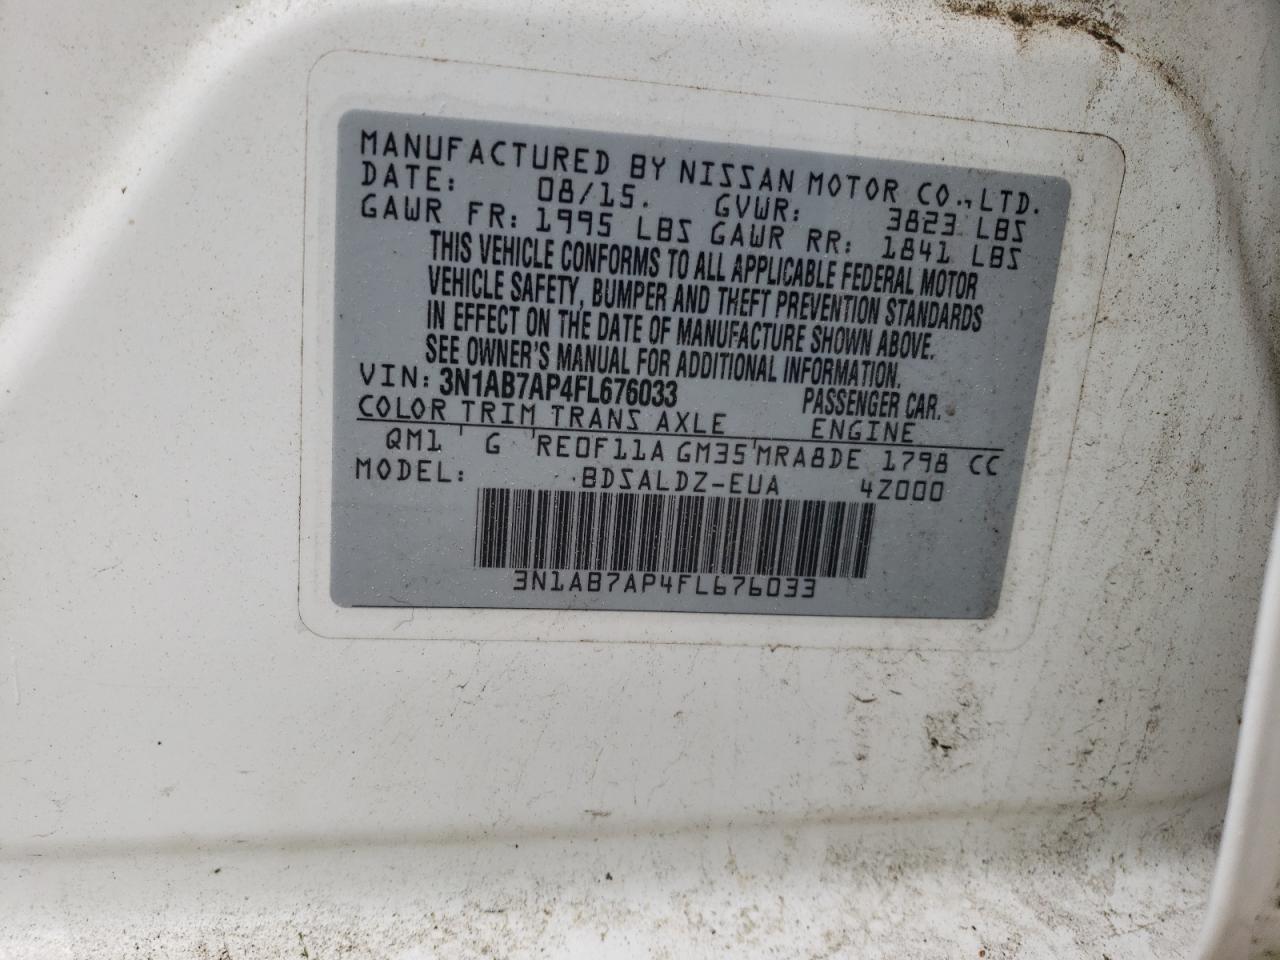 MANUFACTURED BY NISSAN MOTOR CO., LTD.
DATE: 08/15. GVWR: 3823 LBS
GAWR FR: 1995 LBS GAWR RR: 1841 LBS
THIS VEHICLE CONFORMS TO ALL APPLICABLE FEDERAL MOTOR
VEHICLE SAFETY, BUMPER AND THEFT PREVENTION STANDARDS
IN EFFECT ON THE DATE OF MANUFACTURE SHOWN ABOVE.
SEE OWNER'S MANUAL FOR ADDITIONAL INFORMATION.
VIN: 3N1AB7AP4FL676033 PASSENGER CAR.
COLOR TRIM TRANS AXLE ENGINE
QM1 G RE0F11A GM35 MRA8DE 1798 CC
MODEL: BDSALDZ-EUA 4Z000
3N1AB7AP4FL676033